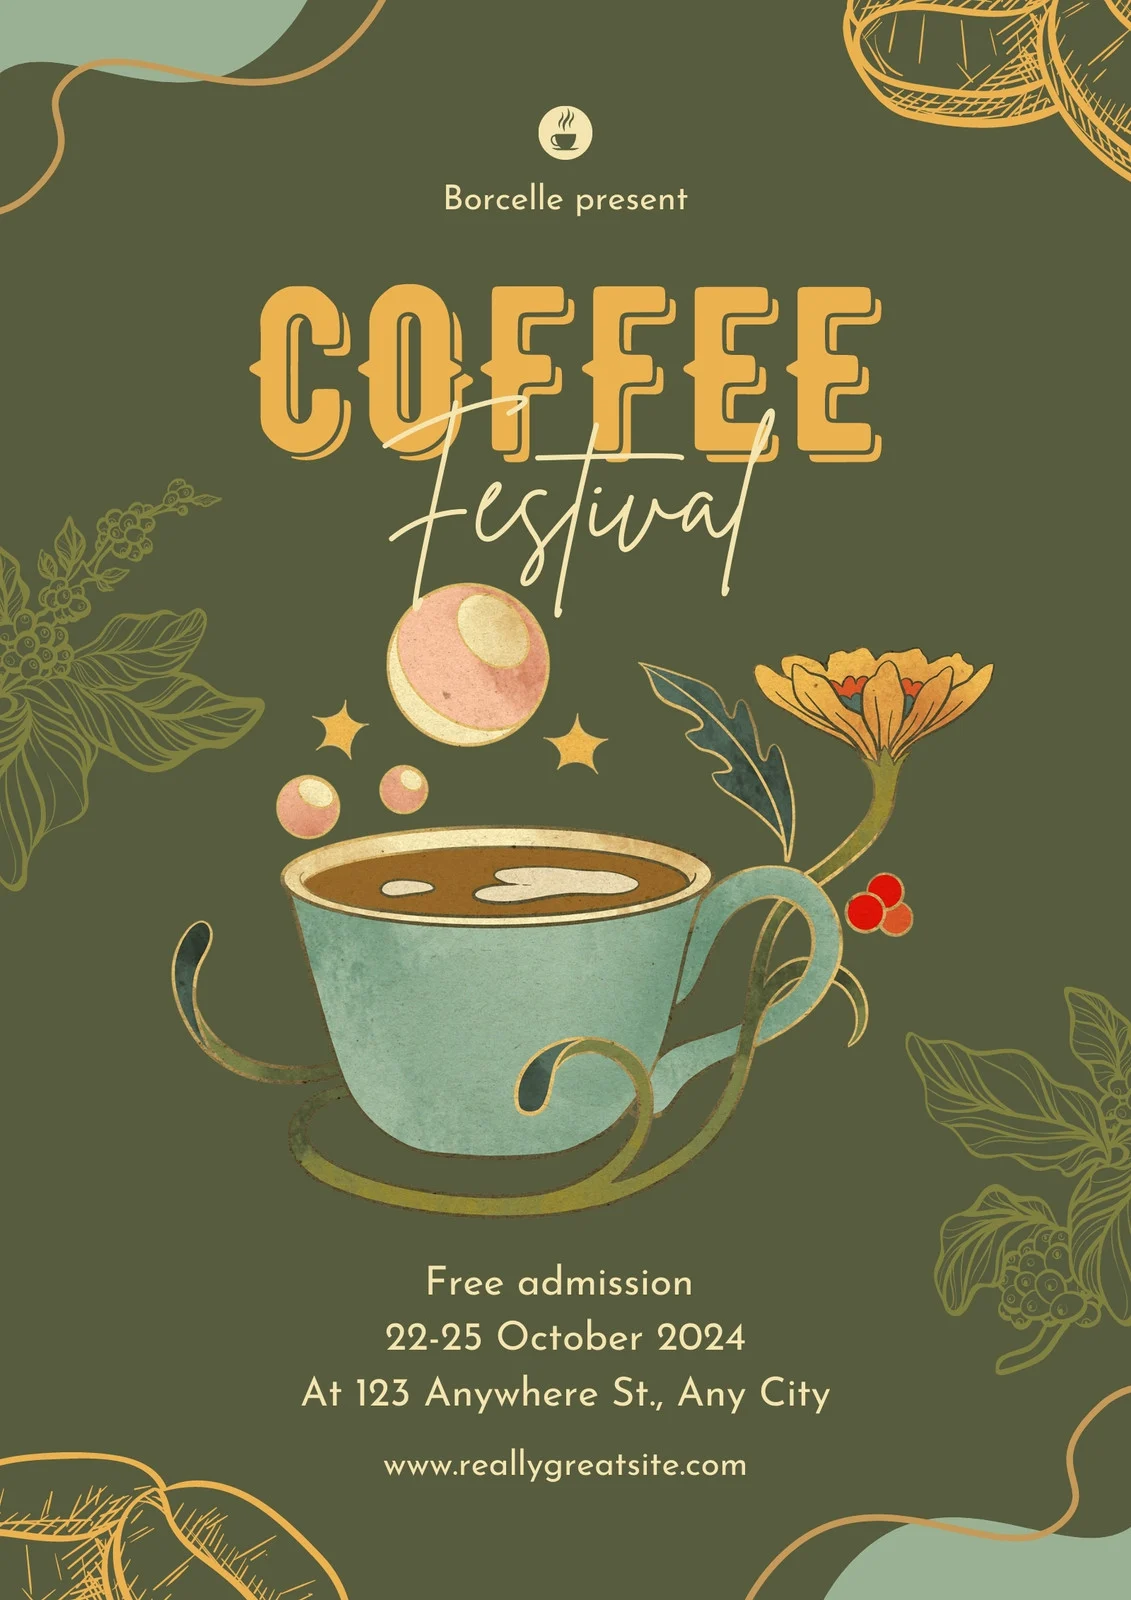 Borcelle present
COFFEE
Festival
Free admission
22-25 October 2024
At 123 Anywhere St., Any City
www.reallygreatsite.com